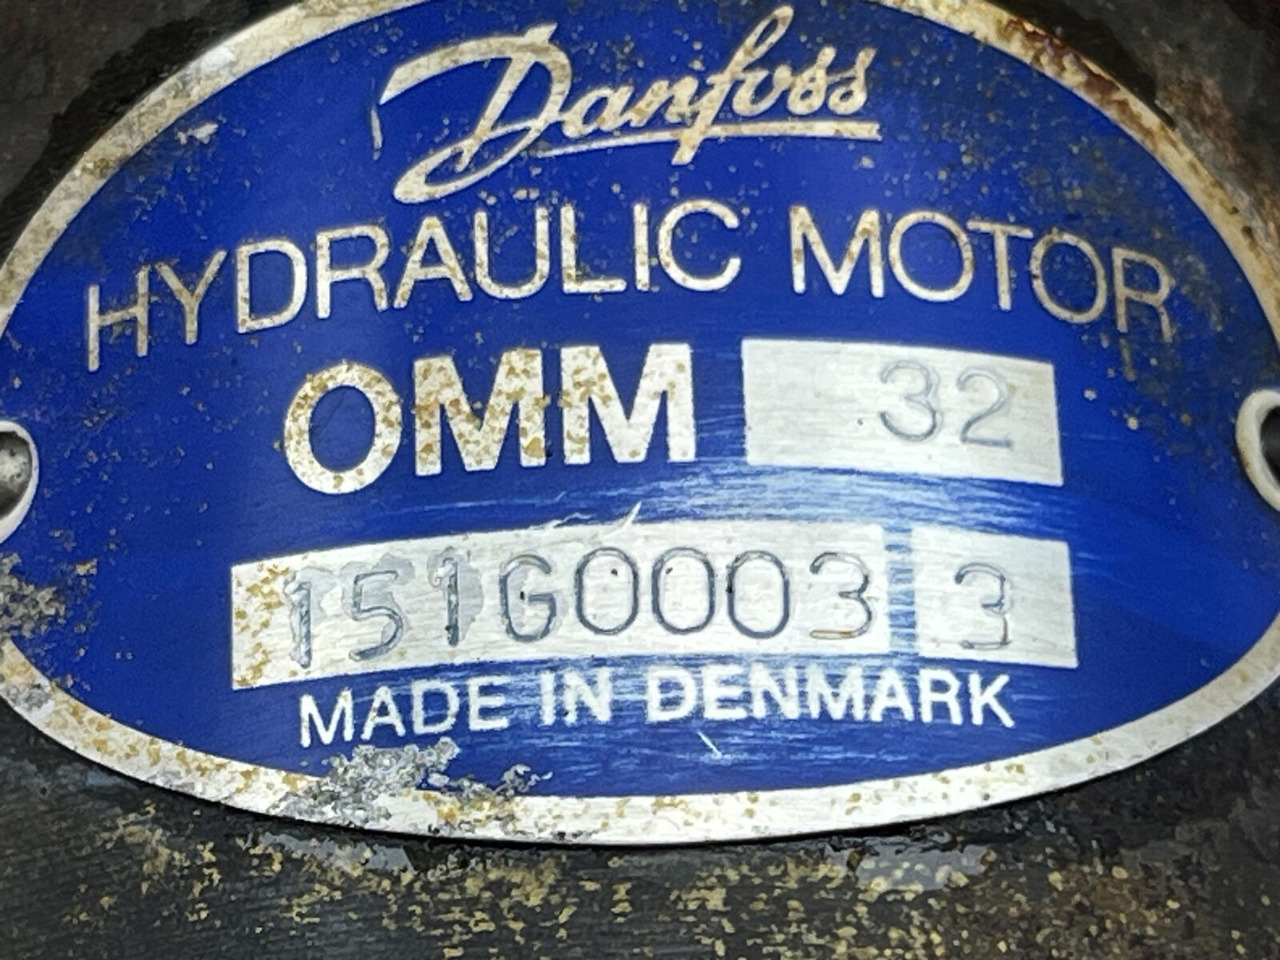 Danfoss
HYDRAULIC MOTOR
OMM 32
151G0003 3
MADE IN DENMARK